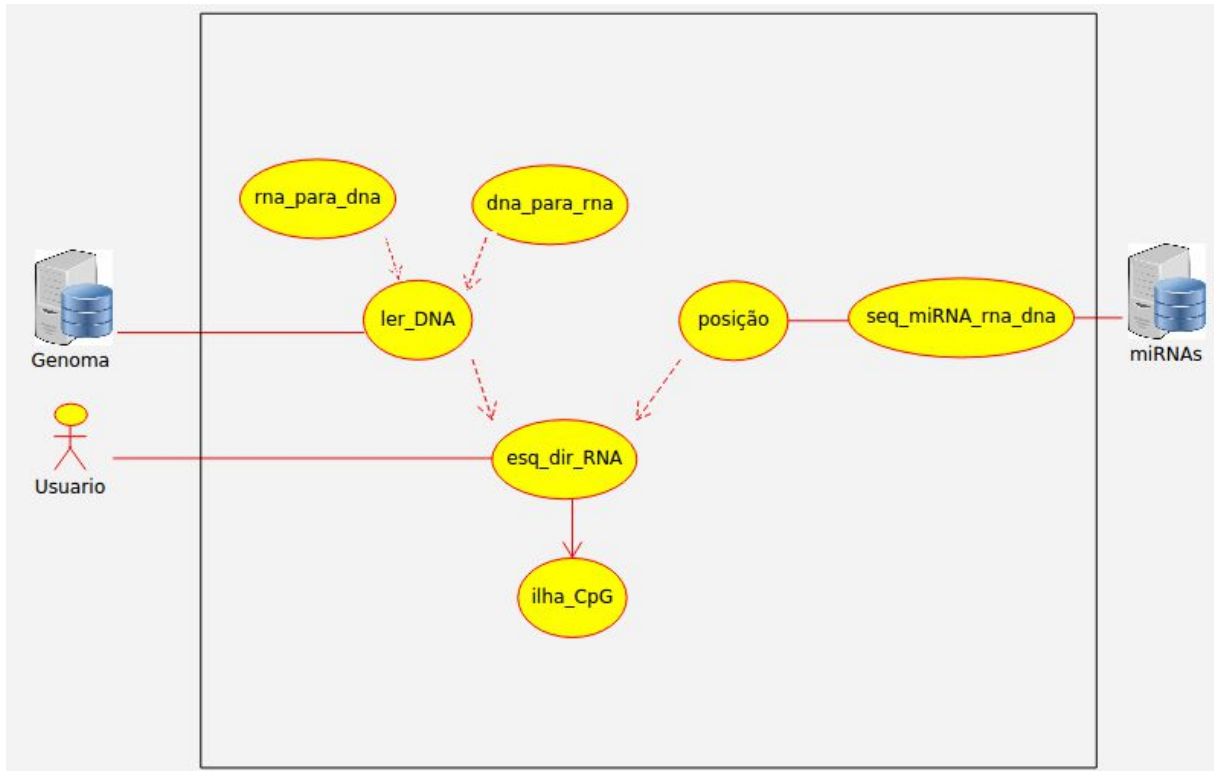 rna_para_dna
dna_para_rna
ler_DNA
posição
seq_miRNA_rna_dna
Genoma
miRNAs
esq_dir_RNA
Usuario
ilha_CpG